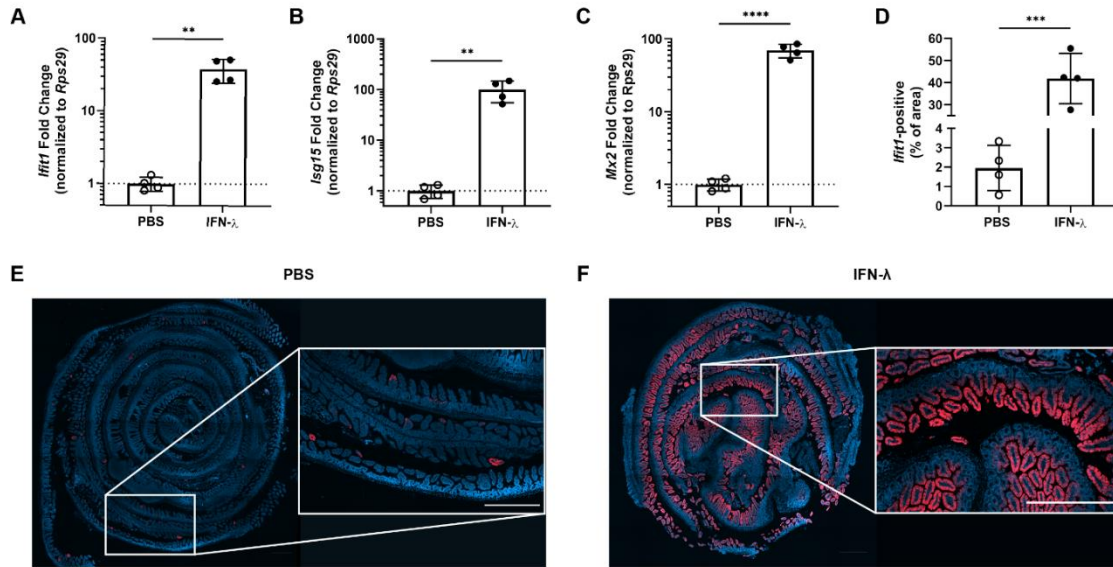 A
Ifit1 Fold Change
(normalized to Rps29)
100
10
1
**
PBS
IFN-λ
B
Isg15 Fold Change
(normalized to Rps29)
1000
100
10
1
**
PBS
IFN-λ
C
Mx2 Fold Change
(normalized to Rps29)
100
10
1
****
PBS
IFN-λ
D
Ifit1-positive
(% of area)
60
50
40
30
20
4
3
2
1
0
***
PBS
IFN-λ
E
PBS
F
IFN-λ